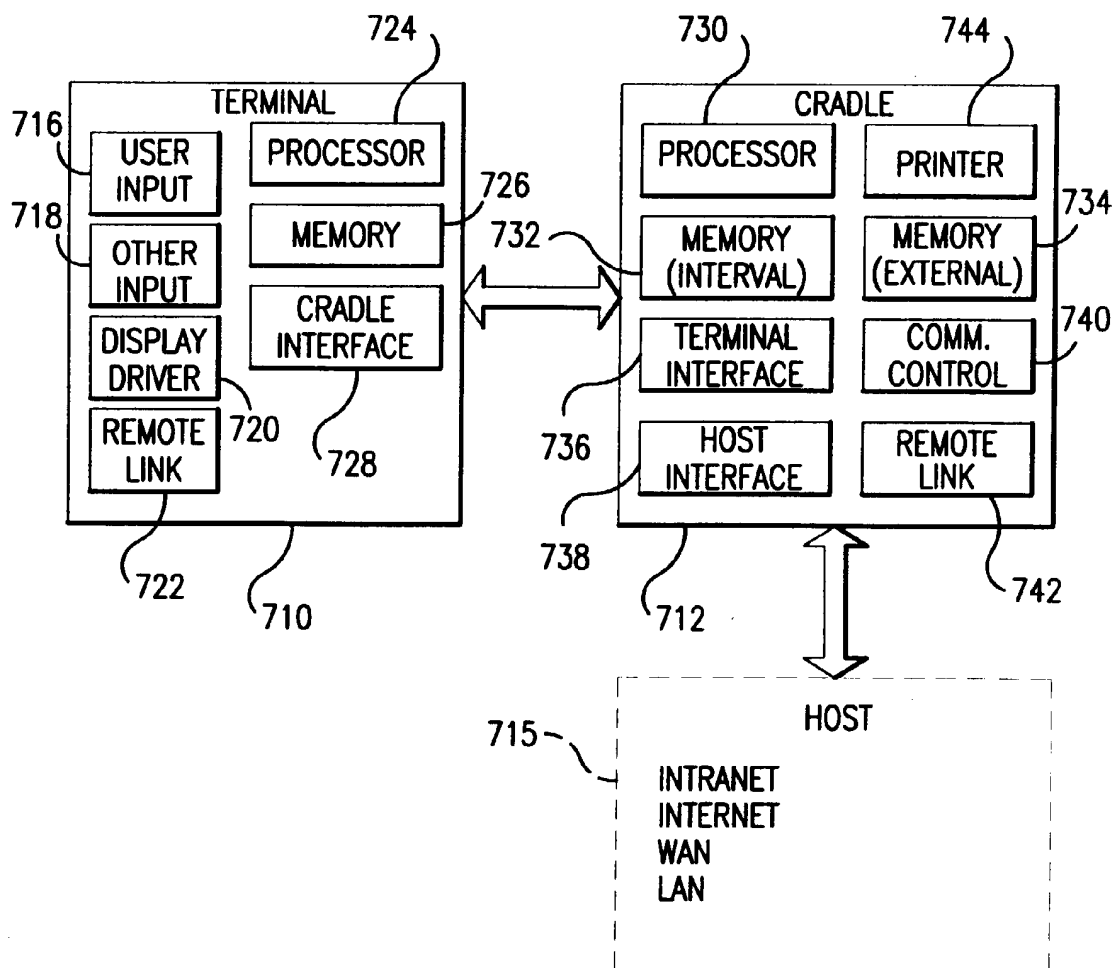 724
730
744
TERMINAL
CRADLE
716
USER
INPUT
PROCESSOR
PROCESSOR
PRINTER
718
OTHER
INPUT
MEMORY
726
732
MEMORY
(INTERVAL)
MEMORY
(EXTERNAL)
734
DISPLAY
DRIVER
CRADLE
INTERFACE
TERMINAL
INTERFACE
COMM.
CONTROL
740
REMOTE
LINK
720
728
736
HOST
INTERFACE
REMOTE
LINK
722
710
738
712
742
715
HOST
INTRANET
INTERNET
WAN
LAN